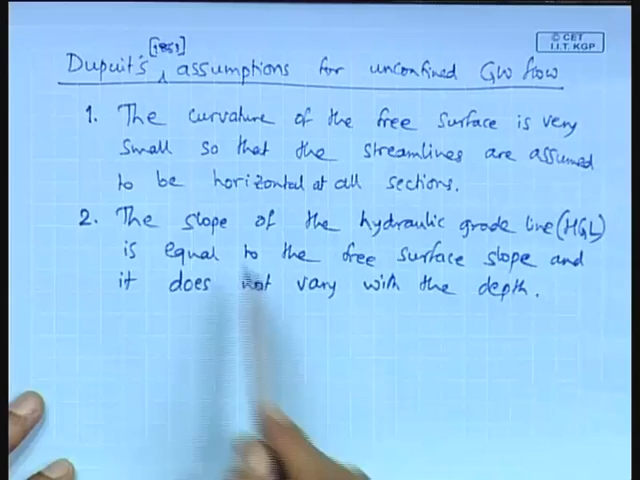 © CET
I.I.T. KGP
[1863]
Dupuit's ∧ assumptions for unconfined GW flow
1. The curvature of the free surface is very
small so that the streamlines are assumed
to be horizontal at all sections.
2. The slope of the hydraulic grade line (HGL)
is equal to the free surface slope and
it does not vary with the depth.